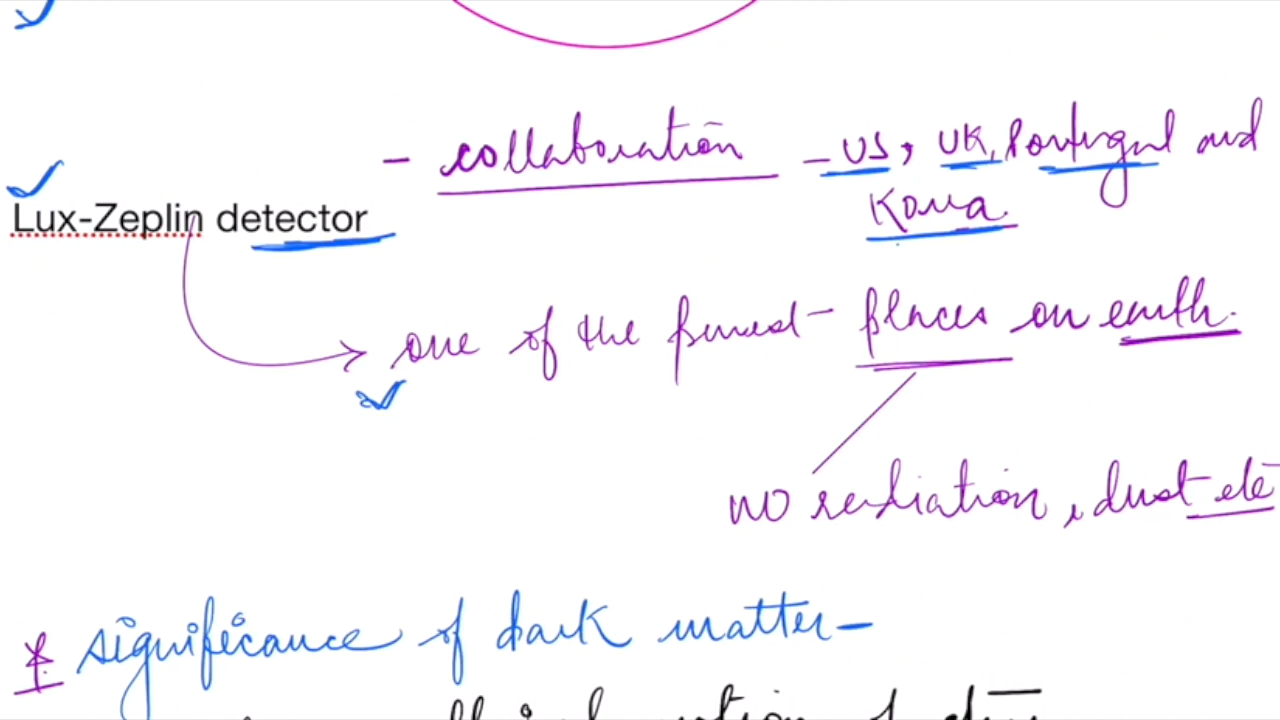 - collaboration - US, UK, Portugal and
Korea.
Lux-Zeplin detector
one of the purest places on earth.
no radiation, dust etc
* significance of dark matter-
of